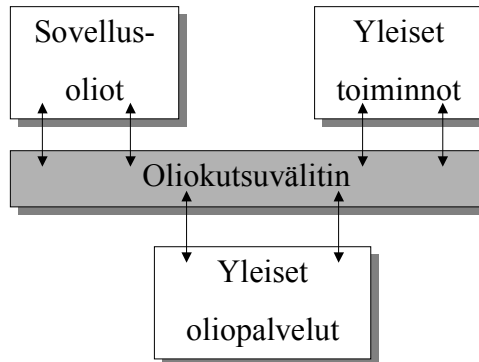 Sovellus-
oliot
Yleiset
toiminnot
Oliokutsuvälitin
Yleiset
oliopalvelut